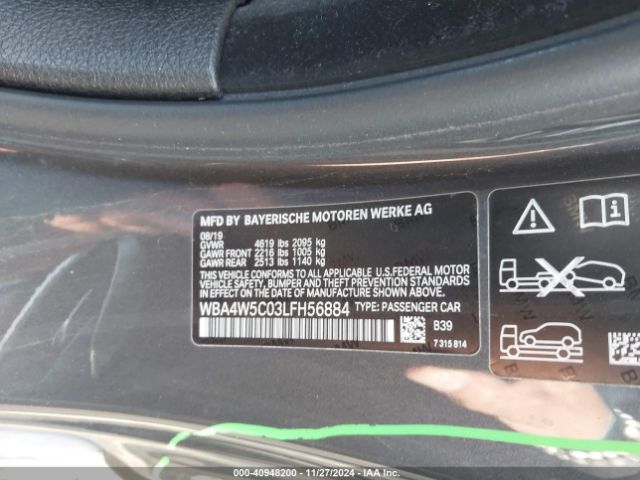 MFD BY BAYERISCHE MOTOREN WERKE AG
08/19
GVWR 4619 lbs 2095 kg
GAWR FRONT 2216 lbs 1005 kg
GAWR REAR 2513 lbs 1140 kg
THIS VEHICLE CONFORMS TO ALL APPLICABLE U.S.FEDERAL MOTOR
VEHICLE SAFETY, BUMPER AND THEFT PREVENTION STANDARDS
IN EFFECT ON THE DATE OF MANUFACTURE SHOWN ABOVE.
WBA4W5C03LFH56884 TYPE: PASSENGER CAR
B39
7 315 814
000-40948200 - 11/27/2024 - IAA Inc.